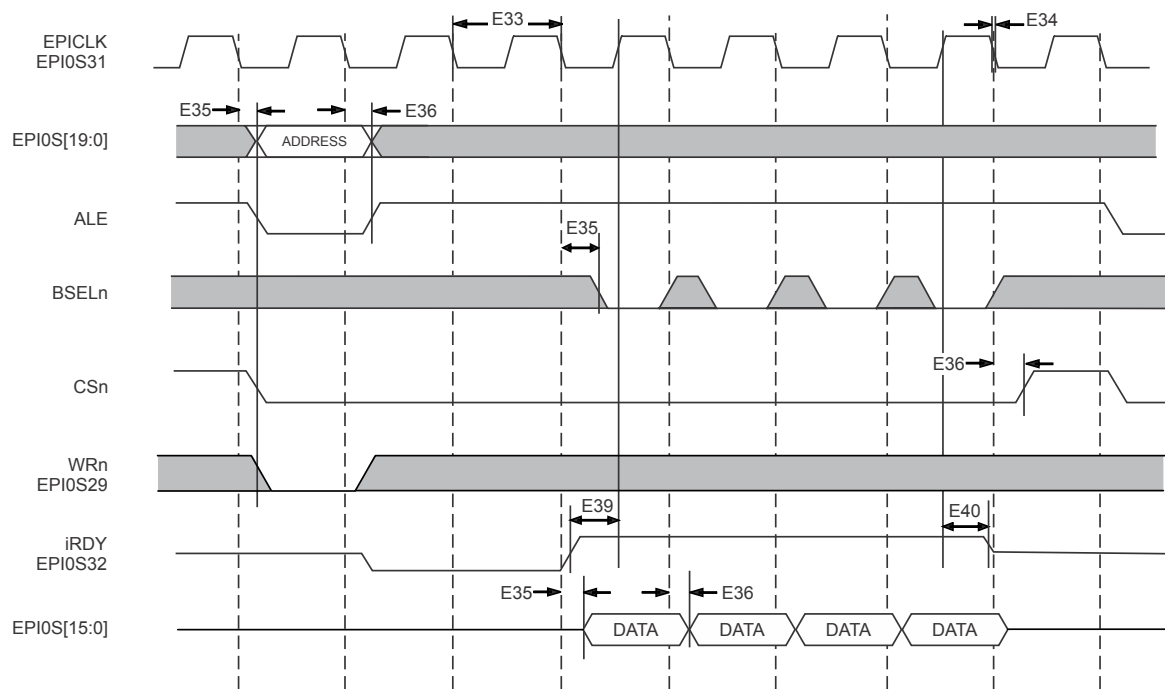 E33
E34
EPICLK
EPI0S31
E35
E36
EPI0S[19:0]
ADDRESS
ALE
E35
BSELn
E36
CSn
WRn
EPI0S29
E39
E40
iRDY
EPI0S32
E35
E36
EPI0S[15:0]
DATA
DATA
DATA
DATA